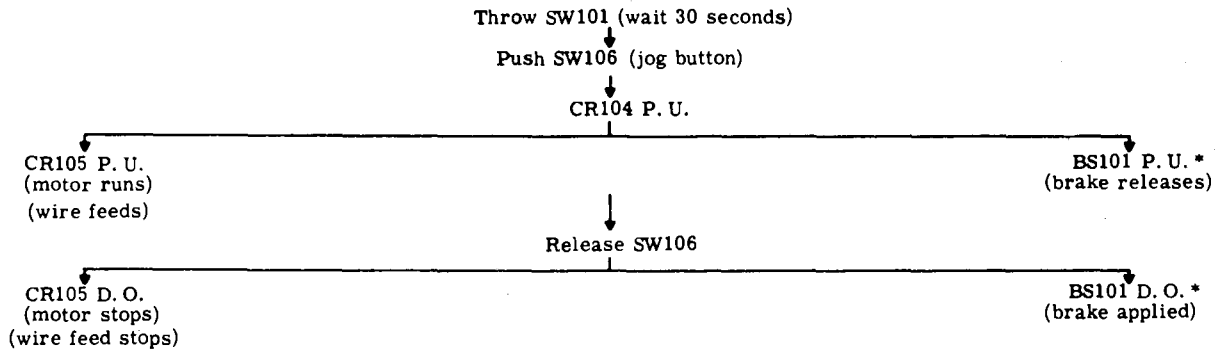 Throw SW101 (wait 30 seconds)
Push SW106 (jog button)
CR104 P. U.
CR105 P. U.
(motor runs)
(wire feeds)
BS101 P. U. *
(brake releases)
Release SW106
CR105 D. O.
(motor stops)
(wire feed stops)
BS101 D. O. *
(brake applied)